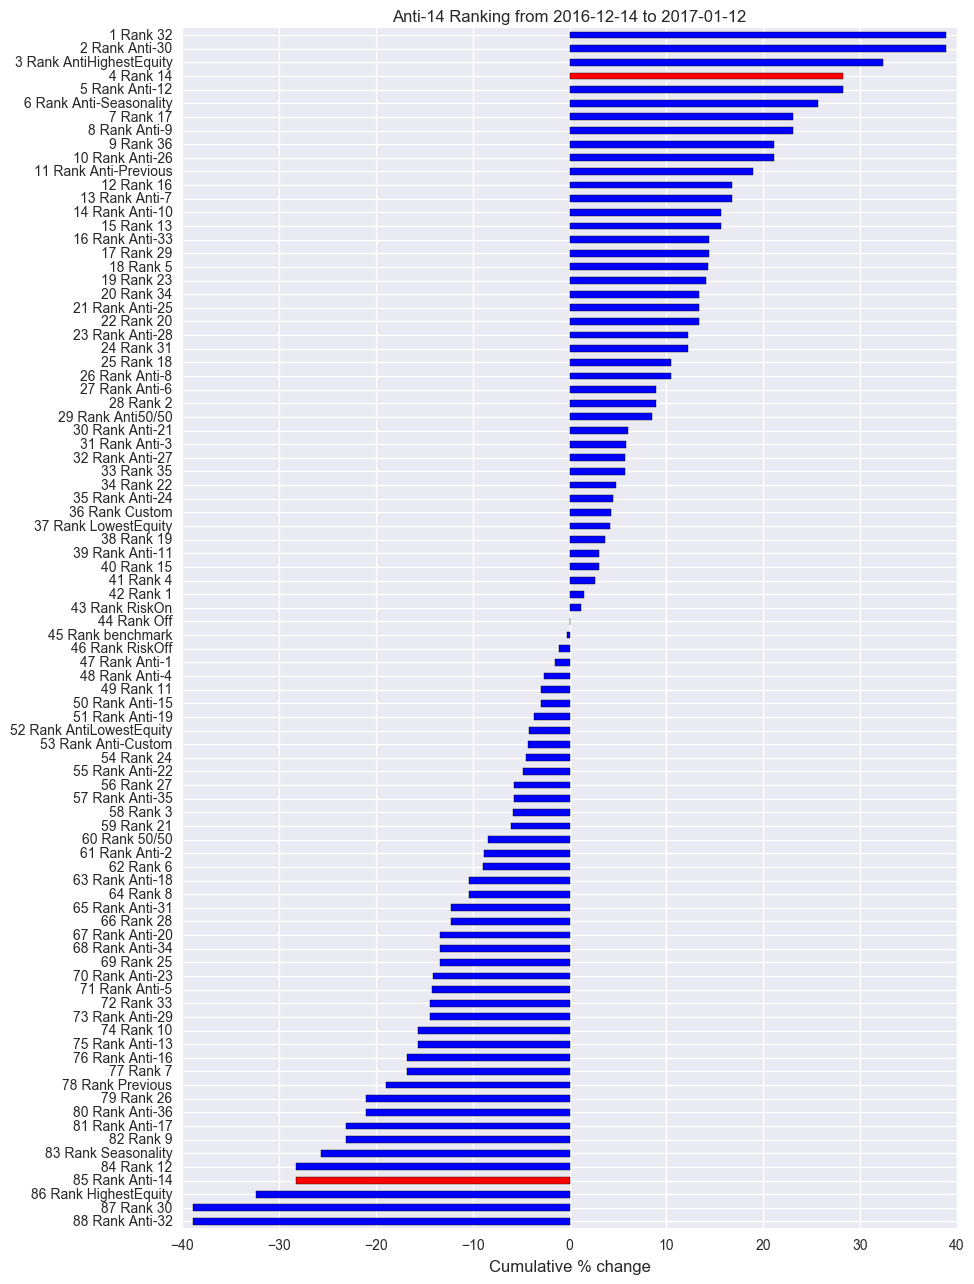 Anti-14 Ranking from 2016-12-14 to 2017-01-12
1 Rank 32
2 Rank Anti-30
3 Rank AntiHighestEquity
4 Rank 14
5 Rank Anti-12
6 Rank Anti-Seasonality
7 Rank 17
8 Rank Anti-9
9 Rank 36
10 Rank Anti-26
11 Rank Anti-Previous
12 Rank 16
13 Rank Anti-7
14 Rank Anti-10
15 Rank 13
16 Rank Anti-33
17 Rank 29
18 Rank 5
19 Rank 23
20 Rank 34
21 Rank Anti-25
22 Rank 20
23 Rank Anti-28
24 Rank 31
25 Rank 18
26 Rank Anti-8
27 Rank Anti-6
28 Rank 2
29 Rank Anti50/50
30 Rank Anti-21
31 Rank Anti-3
32 Rank Anti-27
33 Rank 35
34 Rank 22
35 Rank Anti-24
36 Rank Custom
37 Rank LowestEquity
38 Rank 19
39 Rank Anti-11
40 Rank 15
41 Rank 4
42 Rank 1
43 Rank RiskOn
44 Rank Off
45 Rank benchmark
46 Rank RiskOff
47 Rank Anti-1
48 Rank Anti-4
49 Rank 11
50 Rank Anti-15
51 Rank Anti-19
52 Rank AntiLowestEquity
53 Rank Anti-Custom
54 Rank 24
55 Rank Anti-22
56 Rank 27
57 Rank Anti-35
58 Rank 3
59 Rank 21
60 Rank 50/50
61 Rank Anti-2
62 Rank 6
63 Rank Anti-18
64 Rank 8
65 Rank Anti-31
66 Rank 28
67 Rank Anti-20
68 Rank Anti-34
69 Rank 25
70 Rank Anti-23
71 Rank Anti-5
72 Rank 33
73 Rank Anti-29
74 Rank 10
75 Rank Anti-13
76 Rank Anti-16
77 Rank 7
78 Rank Previous
79 Rank 26
80 Rank Anti-36
81 Rank Anti-17
82 Rank 9
83 Rank Seasonality
84 Rank 12
85 Rank Anti-14
86 Rank HighestEquity
87 Rank 30
88 Rank Anti-32
−40 −30 −20 −10 0 10 20 30 40
Cumulative % change